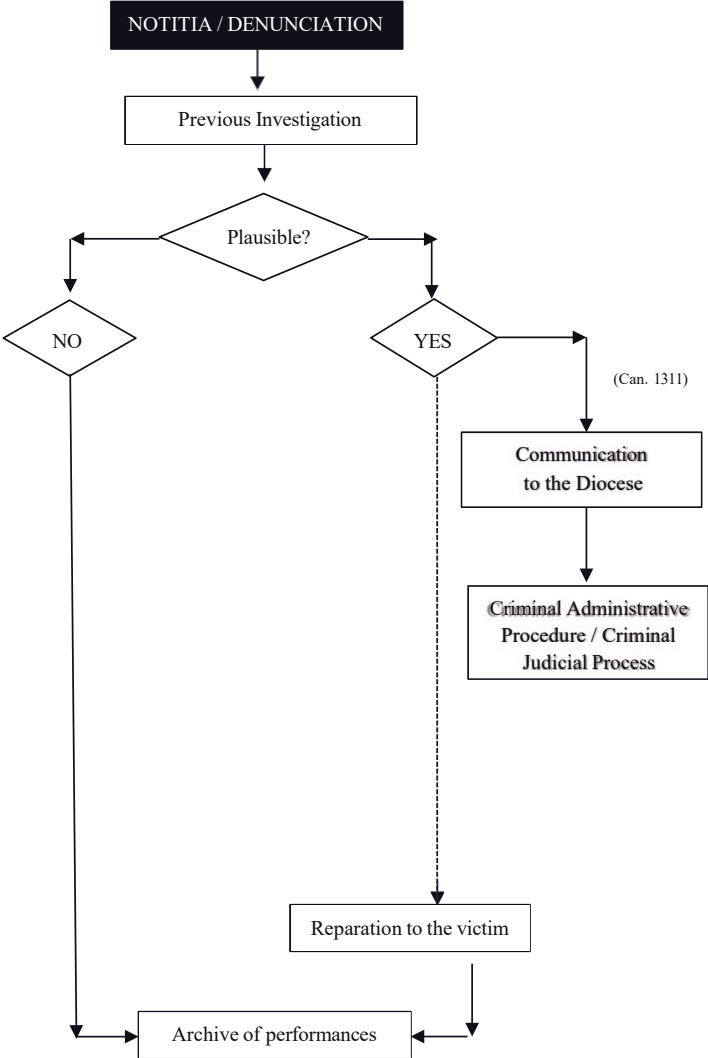 NOTITIA / DENUNCIATION
Previous Investigation
Plausible?
NO
YES
(Can. 1311)
Communication
to the Diocese
Criminal Administrative
Procedure / Criminal
Judicial Process
Reparation to the victim
Archive of performances